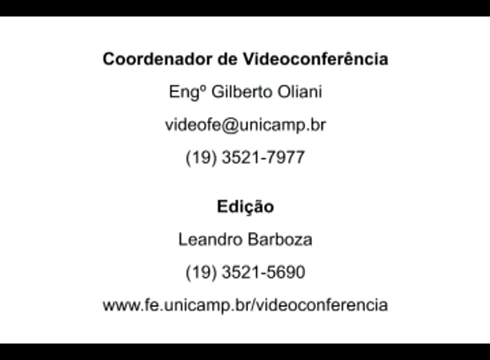 Coordenador de Videoconferência
Engº Gilberto Oliani
videofe@unicamp.br
(19) 3521-7977
Edição
Leandro Barboza
(19) 3521-5690
www.fe.unicamp.br/videoconferencia